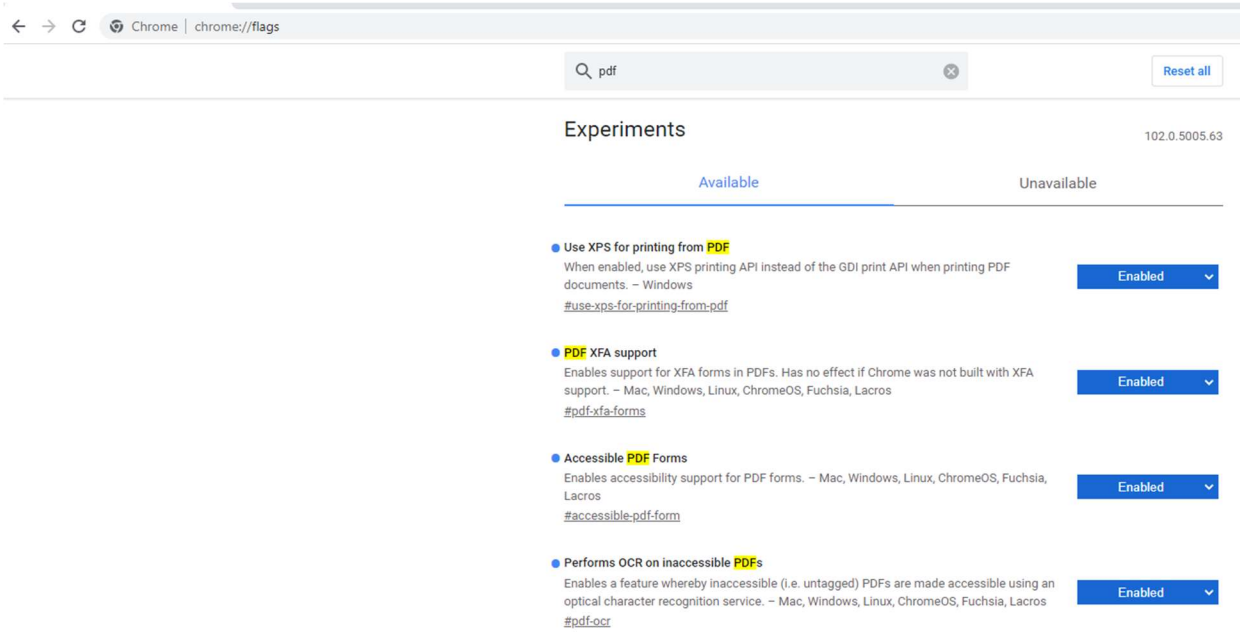 Chrome | chrome://flags
pdf
Reset all
Experiments
102.0.5005.63
Available
Unavailable
Use XPS for printing from PDF
When enabled, use XPS printing API instead of the GDI print API when printing PDF
documents. – Windows
#use-xps-for-printing-from-pdf
Enabled
PDF XFA support
Enables support for XFA forms in PDFs. Has no effect if Chrome was not built with XFA
support. – Mac, Windows, Linux, ChromeOS, Fuchsia, Lacros
#pdf-xfa-forms
Enabled
Accessible PDF Forms
Enables accessibility support for PDF forms. – Mac, Windows, Linux, ChromeOS, Fuchsia,
Lacros
#accessible-pdf-form
Enabled
Performs OCR on inaccessible PDFs
Enables a feature whereby inaccessible (i.e. untagged) PDFs are made accessible using an
optical character recognition service. – Mac, Windows, Linux, ChromeOS, Fuchsia, Lacros
#pdf-ocr
Enabled